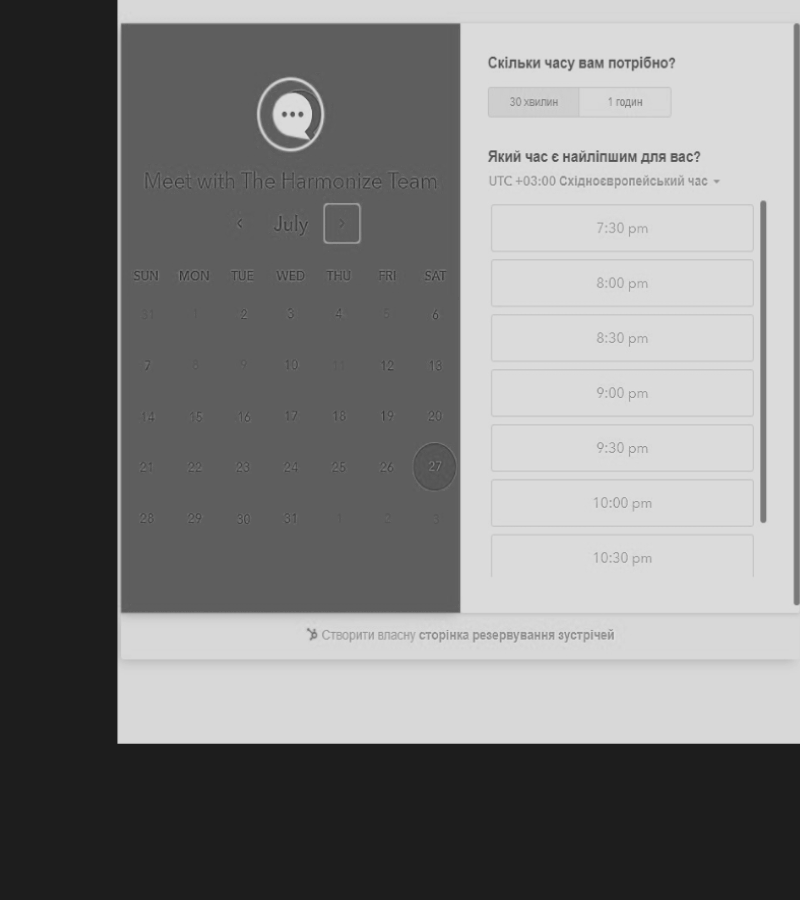 Meet with The Harmonize Team
July
SUN MON TUE WED THU FRI SAT
31 1 2 3 4 5 6
7 8 9 10 11 12 13
14 15 16 17 18 19 20
21 22 23 24 25 26 27
28 29 30 31 1 2 3
Скільки часу вам потрібно?
30 хвилин 1 годин
Який час є найліпшим для вас?
UTC +03:00 Східноєвропейський час
7:30 pm
8:00 pm
8:30 pm
9:00 pm
9:30 pm
10:00 pm
10:30 pm
Створити власну сторінка резервування зустрічей